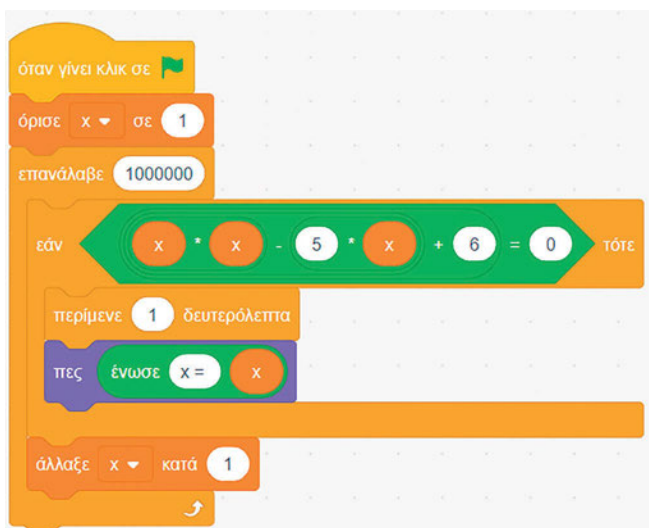 όταν γίνει κλικ σε
όρισε x σε 1
επανάλαβε 1000000
εάν x * x - 5 * x + 6 = 0 τότε
περίμενε 1 δευτερόλεπτα
πες ένωσε x = x
άλλαξε x κατά 1